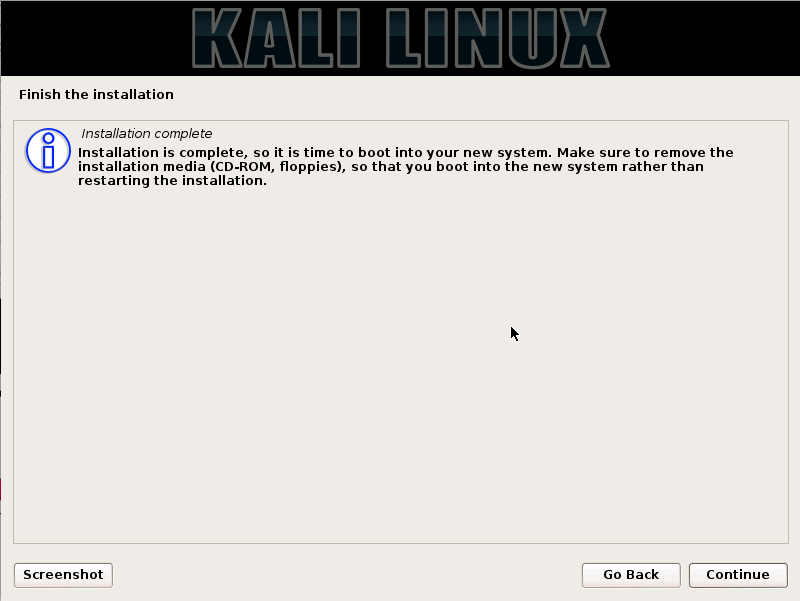 KALI LINUX
Finish the installation
Installation complete
Installation is complete, so it is time to boot into your new system. Make sure to remove the
installation media (CD-ROM, floppies), so that you boot into the new system rather than
restarting the installation.
Screenshot
Go Back
Continue